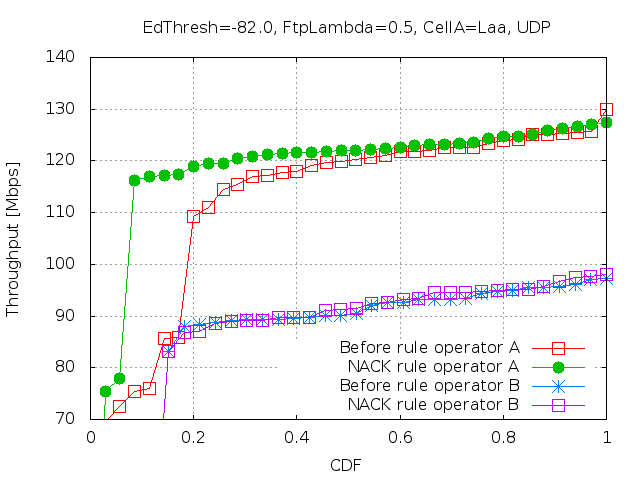 EdThresh=-82.0, FtpLambda=0.5, CellA=Laa, UDP
140
130
120
110
100
90
80
70
Throughput [Mbps]
Before rule operator A
NACK rule operator A
Before rule operator B
NACK rule operator B
0
0.2
0.4
0.6
0.8
1
CDF